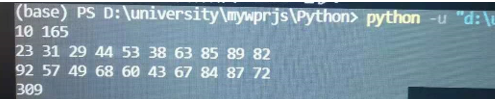 (base) PS D:\university\mywprjs\Python> python -u "d:\u
10 165
23 31 29 44 53 38 63 85 89 82
92 57 49 68 60 43 67 84 87 72
309